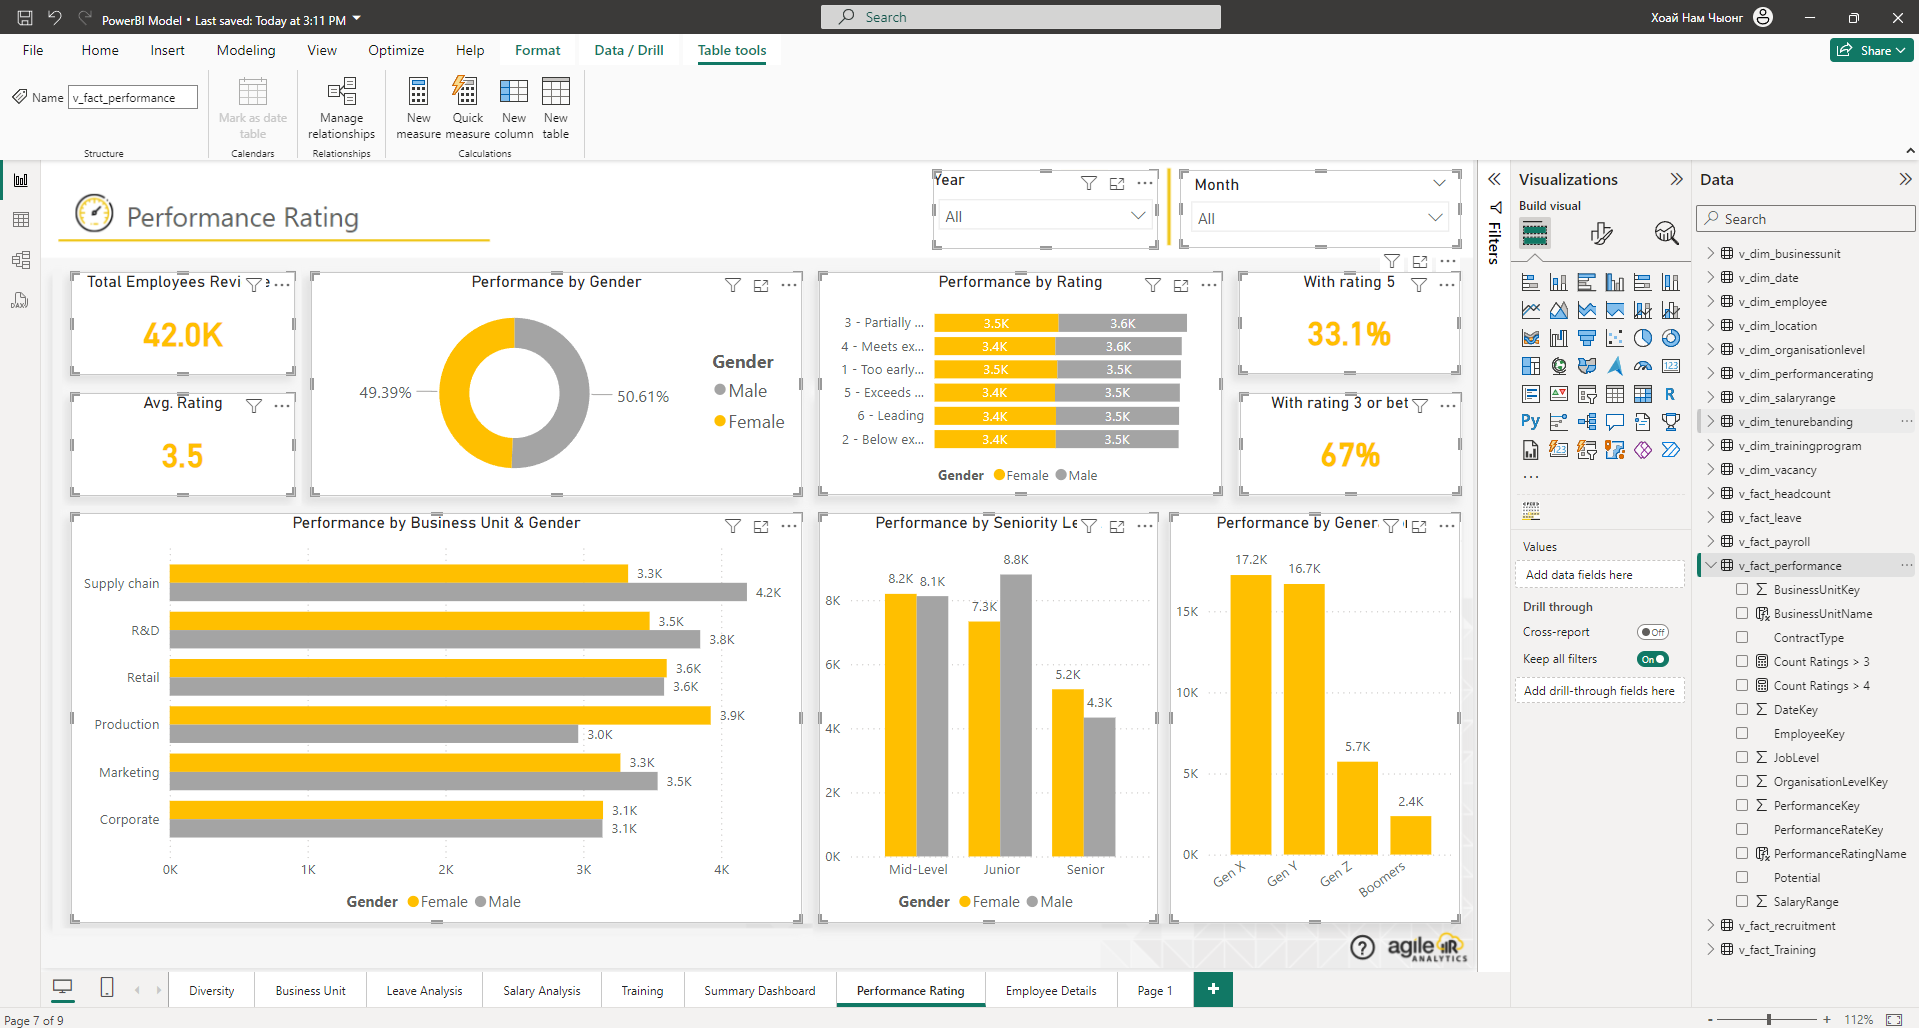 PowerBI Model • Last saved: Today at 3:11 PM
Search
Хоай Нам Чыонг
File
Home
Insert
Modeling
View
Optimize
Help
Format
Data / Drill
Table tools
Share
Name
v_fact_performance
Mark as date
table
Manage
relationships
New
measure
Quick
measure
New
column
New
table
Structure
Calendars
Relationships
Calculations
Performance Rating
Year
All
Month
All
Total Employees Revi
42.0K
Avg. Rating
3.5
Performance by Gender
49.39%
50.61%
Gender
Male
Female
Performance by Rating
3 - Partially ...
3.5K
3.6K
4 - Meets ex...
3.4K
3.6K
1 - Too early...
3.5K
3.5K
5 - Exceeds ...
3.4K
3.5K
6 - Leading
3.4K
3.5K
2 - Below ex...
3.4K
3.5K
Gender
Female
Male
With rating 5
33.1%
With rating 3 or bet
67%
Performance by Business Unit & Gender
Supply chain
3.3K
4.2K
R&D
3.5K
3.8K
Retail
3.6K
3.6K
Production
3.9K
3.0K
Marketing
3.3K
3.5K
Corporate
3.1K
3.1K
0K
1K
2K
3K
4K
Gender
Female
Male
Performance by Seniority Le
8K
6K
4K
2K
0K
8.2K
8.1K
7.3K
8.8K
5.2K
4.3K
Mid-Level
Junior
Senior
Gender
Female
Male
Performance by Gener
15K
10K
5K
0K
17.2K
16.7K
5.7K
2.4K
Gen X
Gen Y
Gen Z
Boomers
agile
ANALYTICS
Filters
Visualizations
Build visual
Py
R
123
Values
Add data fields here
Drill through
Cross-report
Off
Keep all filters
On
Add drill-through fields here
Data
Search
v_dim_businessunit
v_dim_date
v_dim_employee
v_dim_location
v_dim_organisationlevel
v_dim_performancerating
v_dim_salaryrange
v_dim_tenurebanding
v_dim_trainingprogram
v_dim_vacancy
v_fact_headcount
v_fact_leave
v_fact_payroll
v_fact_performance
BusinessUnitKey
BusinessUnitName
ContractType
Count Ratings > 3
Count Ratings > 4
DateKey
EmployeeKey
JobLevel
OrganisationLevelKey
PerformanceKey
PerformanceRateKey
PerformanceRatingName
Potential
SalaryRange
v_fact_recruitment
v_fact_Training
Diversity
Business Unit
Leave Analysis
Salary Analysis
Training
Summary Dashboard
Performance Rating
Employee Details
Page 1
Page 7 of 9
112%